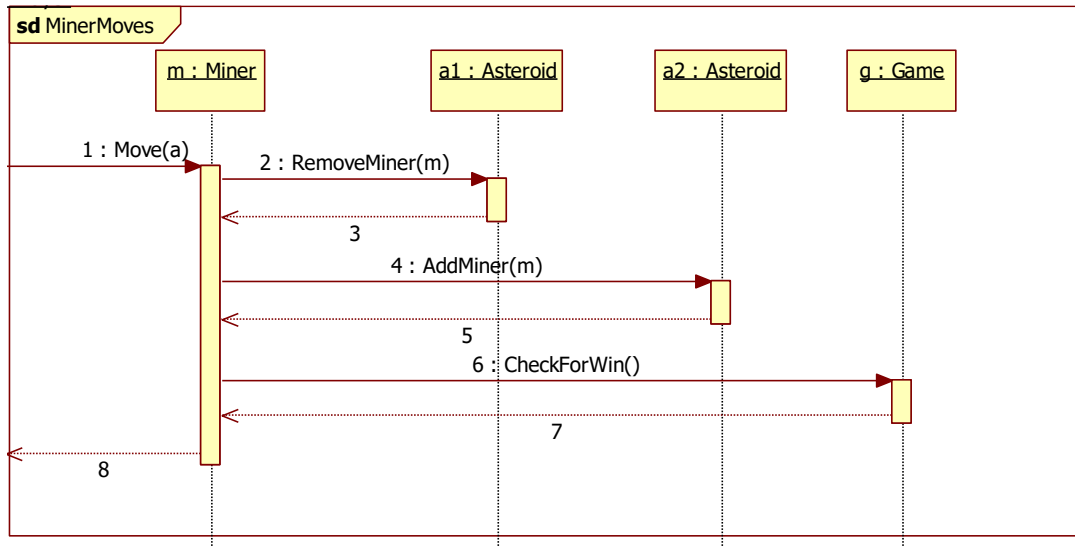 sd MinerMoves
m : Miner
a1 : Asteroid
a2 : Asteroid
g : Game
1 : Move(a)
2 : RemoveMiner(m)
3
4 : AddMiner(m)
5
6 : CheckForWin()
7
8